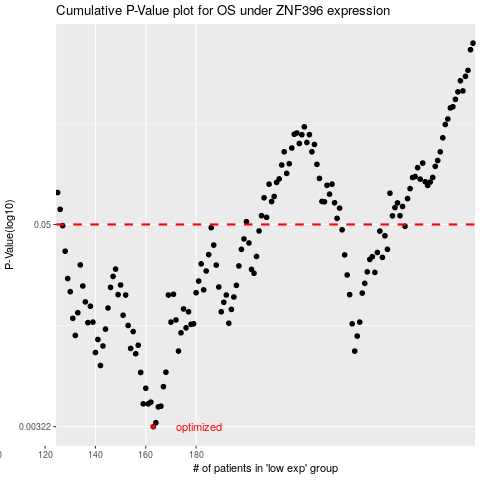 Cumulative P-Value plot for OS under ZNF396 expression
P-Value(log10)
0.05
0.00322
optimized
0 120 140 160 180
# of patients in 'low exp' group